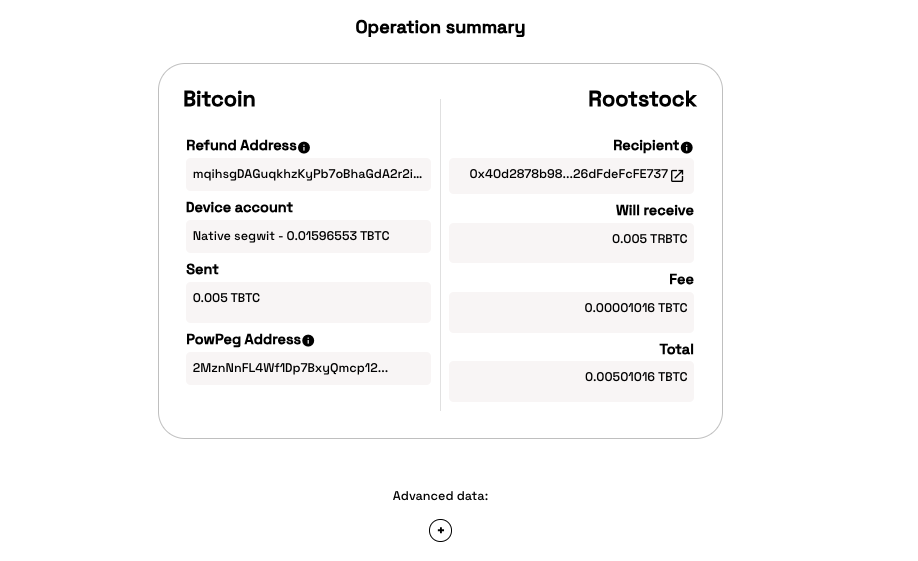 Operation summary
Bitcoin
Refund Address
mqihsgDAGuqkhzKyPb7oBhaGdA2r2i...
Device account
Native segwit - 0.01596553 TBTC
Sent
0.005 TBTC
PowPeg Address
2MznNnFL4Wf1Dp7BxyQmcp12...
Rootstock
Recipient
0x40d2878b98...26dFdeFcFE737
Will receive
0.005 TRBTC
Fee
0.00001016 TBTC
Total
0.00501016 TBTC
Advanced data: